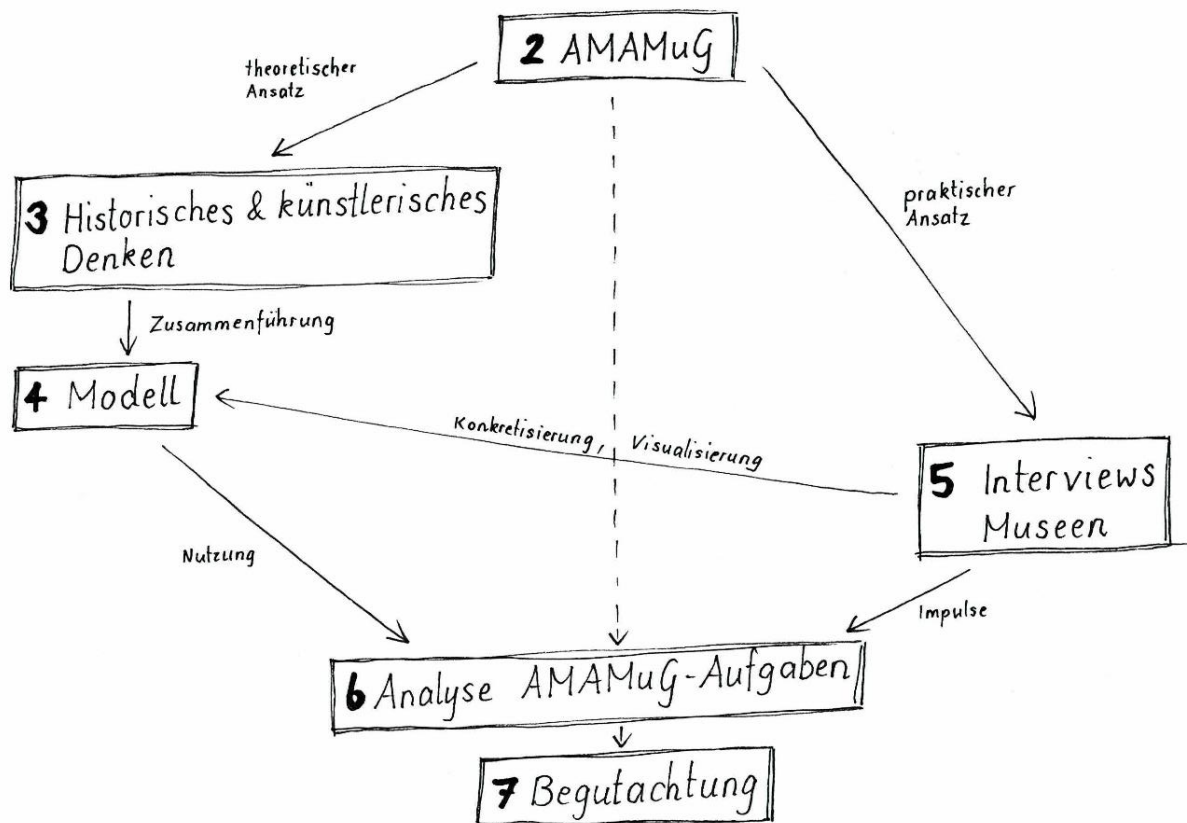 2 AMAMuG
theoretischer
Ansatz
praktischer
Ansatz
3 Historisches & künstlerisches
Denken
Zusammenführung
4 Modell
Konkretisierung, Visualisierung
5 Interviews
Museen
Nutzung
Impulse
6 Analyse AMAMuG-Aufgaben
7 Begutachtung